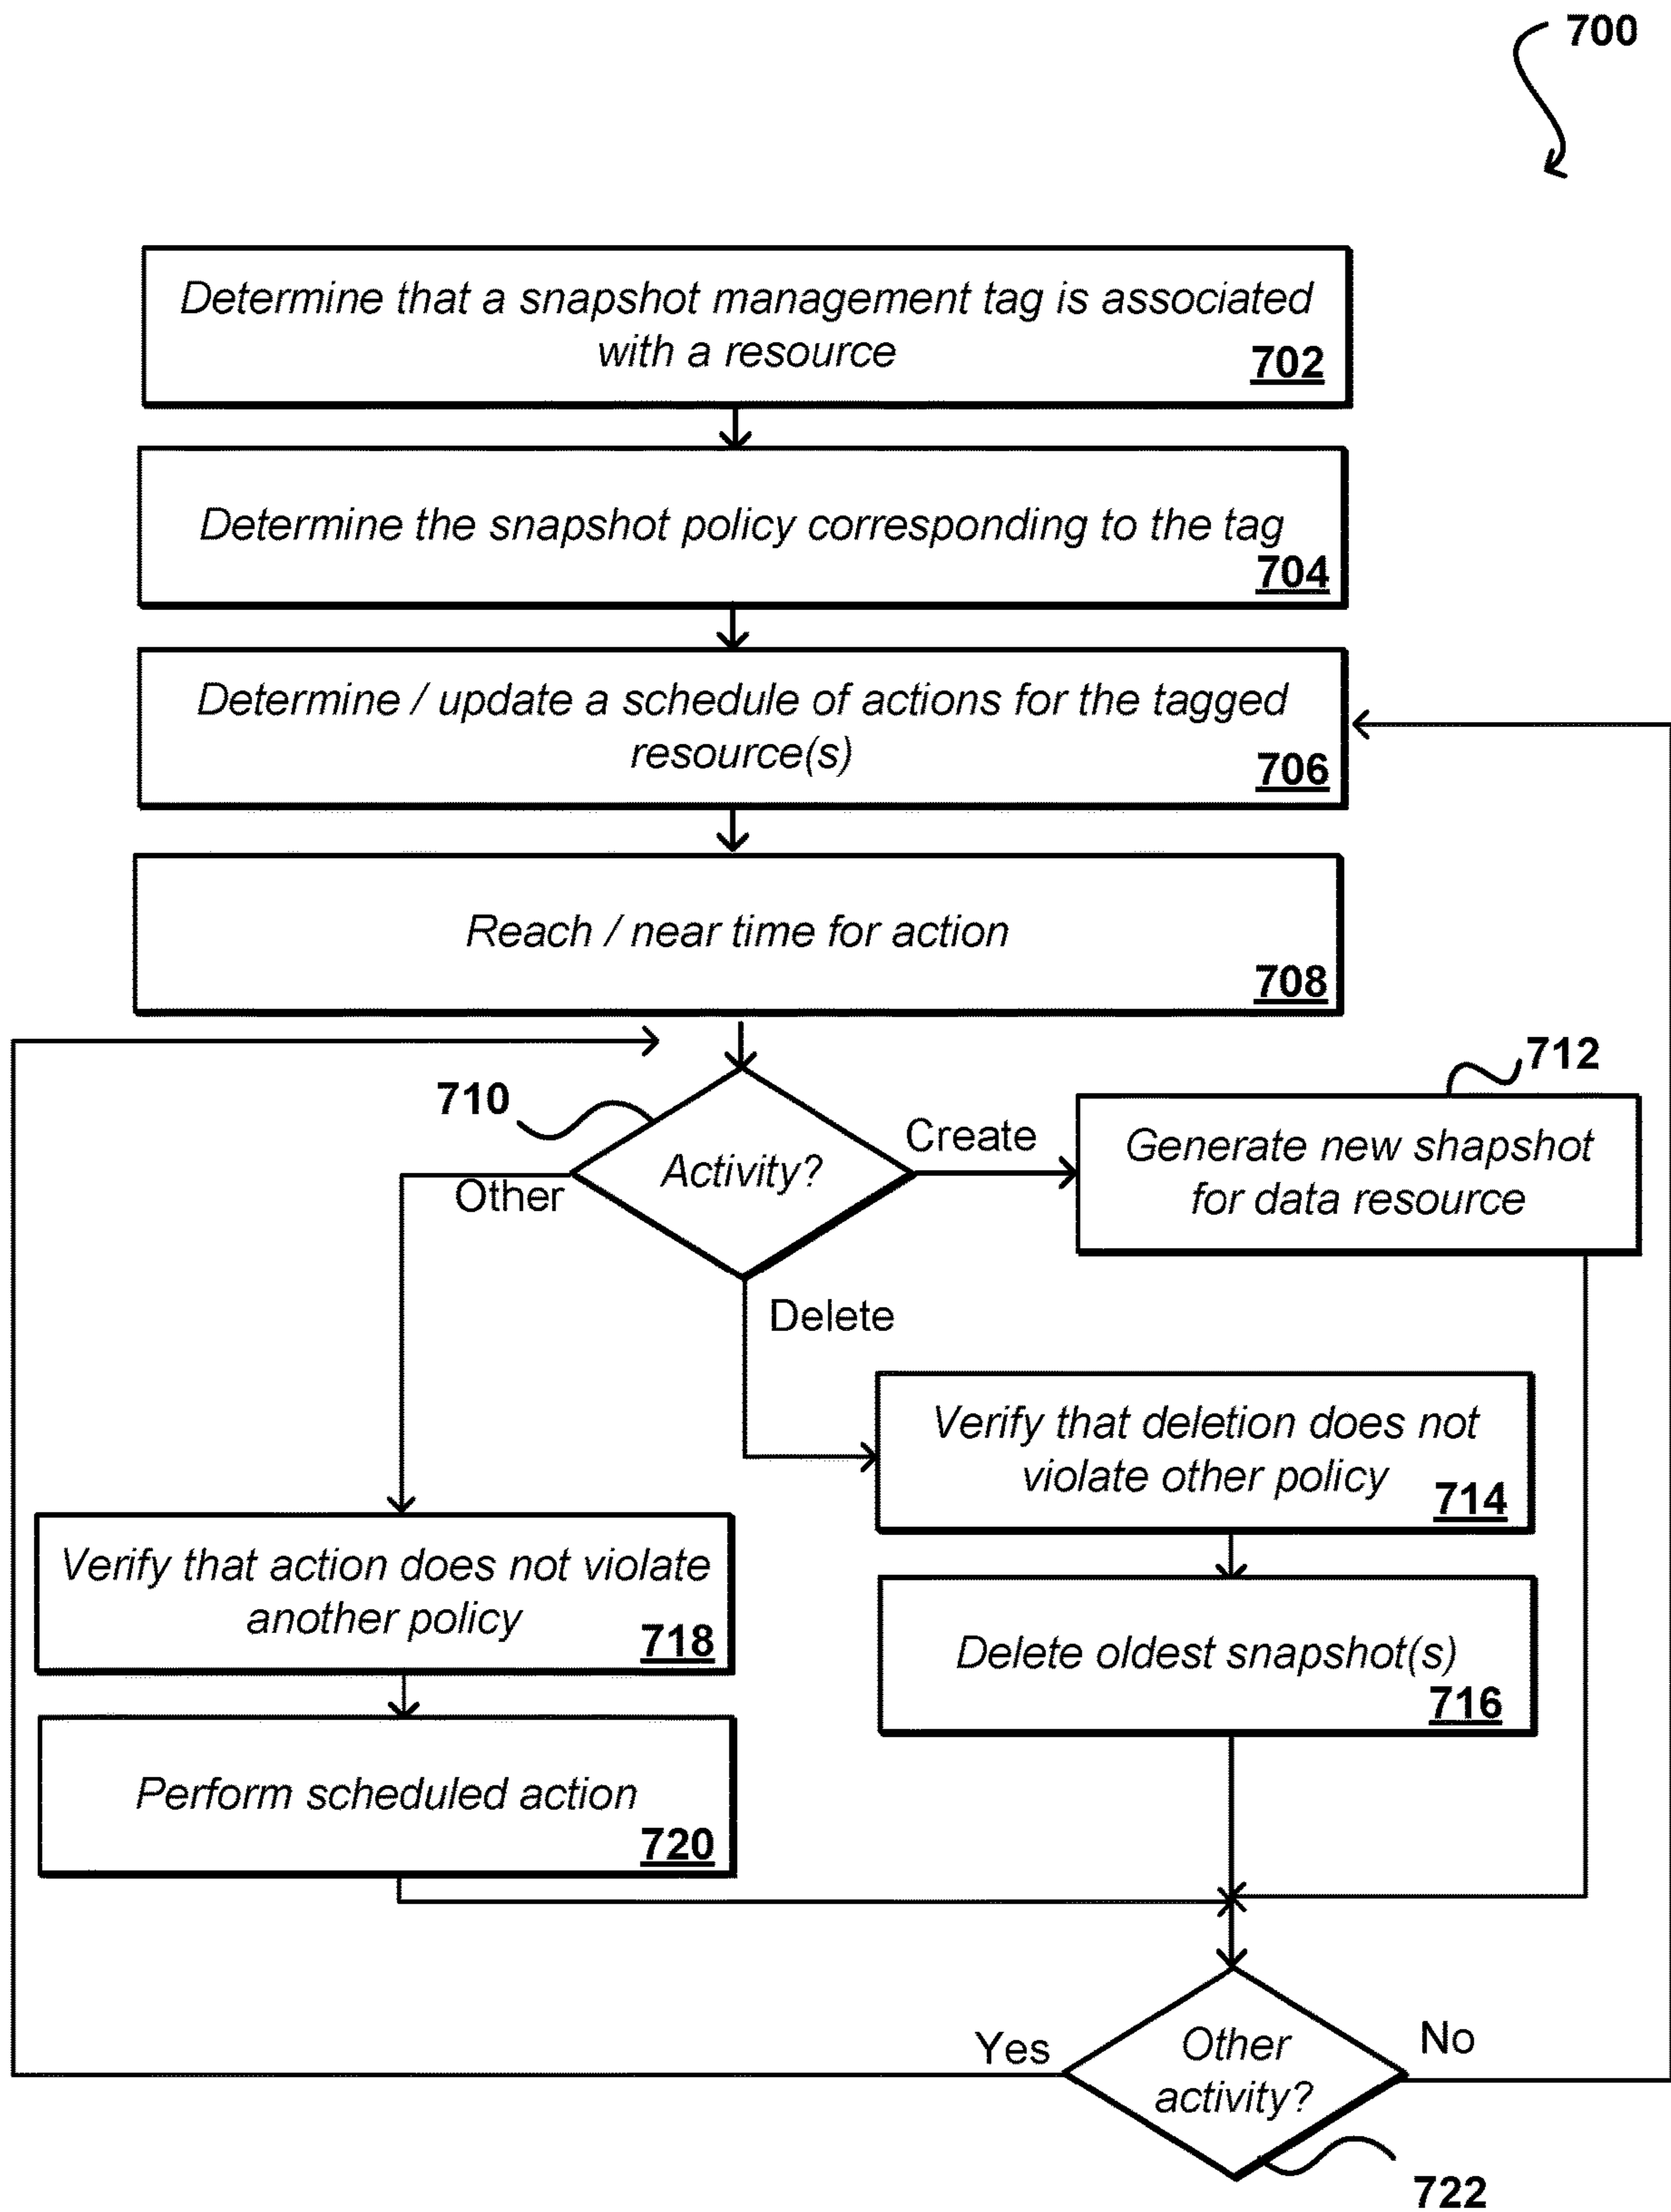 700
Determine that a snapshot management tag is associated
with a resource
702
Determine the snapshot policy corresponding to the tag
704
Determine / update a schedule of actions for the tagged
resource(s)
706
Reach / near time for action
708
710
Activity?
Create
712
Generate new shapshot
for data resource
Other
Delete
Verify that deletion does not
violate other policy
714
Delete oldest snapshot(s)
716
Verify that action does not violate
another policy
718
Perform scheduled action
720
Yes
Other
activity?
No
722